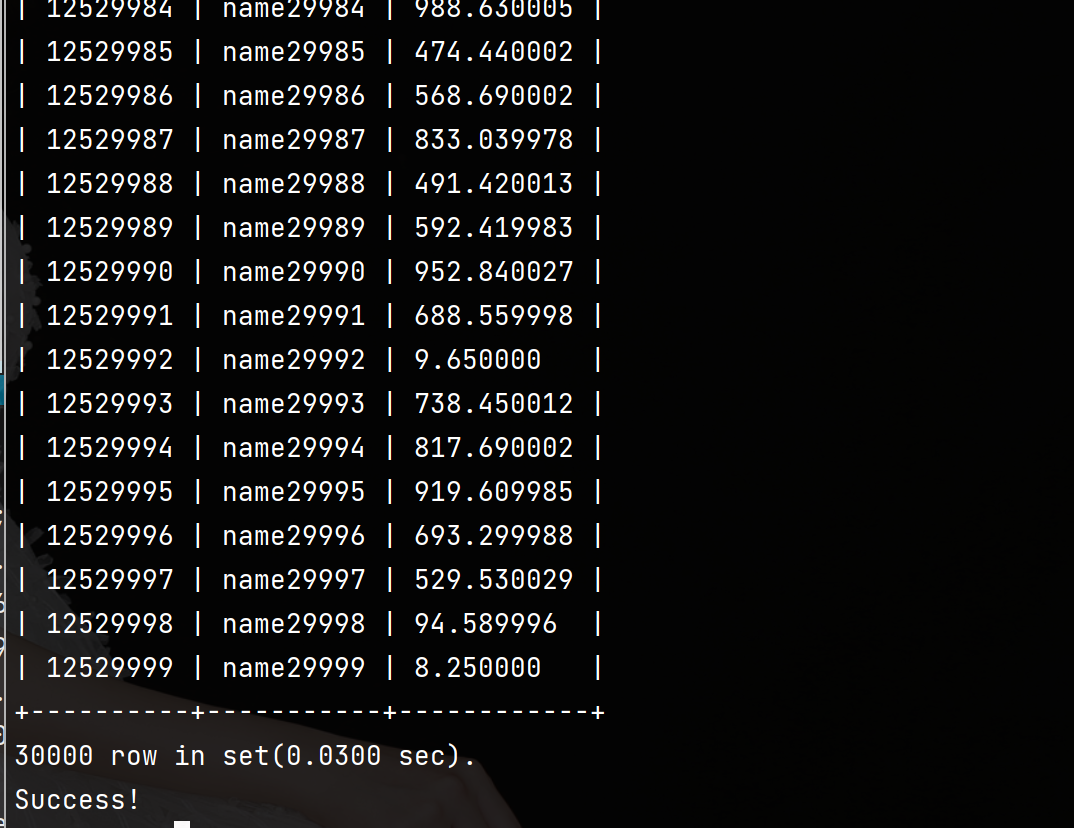 | 12529984 | name29984 | 988.630005 |
| 12529985 | name29985 | 474.440002 |
| 12529986 | name29986 | 568.690002 |
| 12529987 | name29987 | 833.039978 |
| 12529988 | name29988 | 491.420013 |
| 12529989 | name29989 | 592.419983 |
| 12529990 | name29990 | 952.840027 |
| 12529991 | name29991 | 688.559998 |
| 12529992 | name29992 | 9.650000   |
| 12529993 | name29993 | 738.450012 |
| 12529994 | name29994 | 817.690002 |
| 12529995 | name29995 | 919.609985 |
| 12529996 | name29996 | 693.299988 |
| 12529997 | name29997 | 529.530029 |
| 12529998 | name29998 | 94.589996  |
| 12529999 | name29999 | 8.250000   |
+----------+-----------+------------+
30000 row in set(0.0300 sec).
Success!